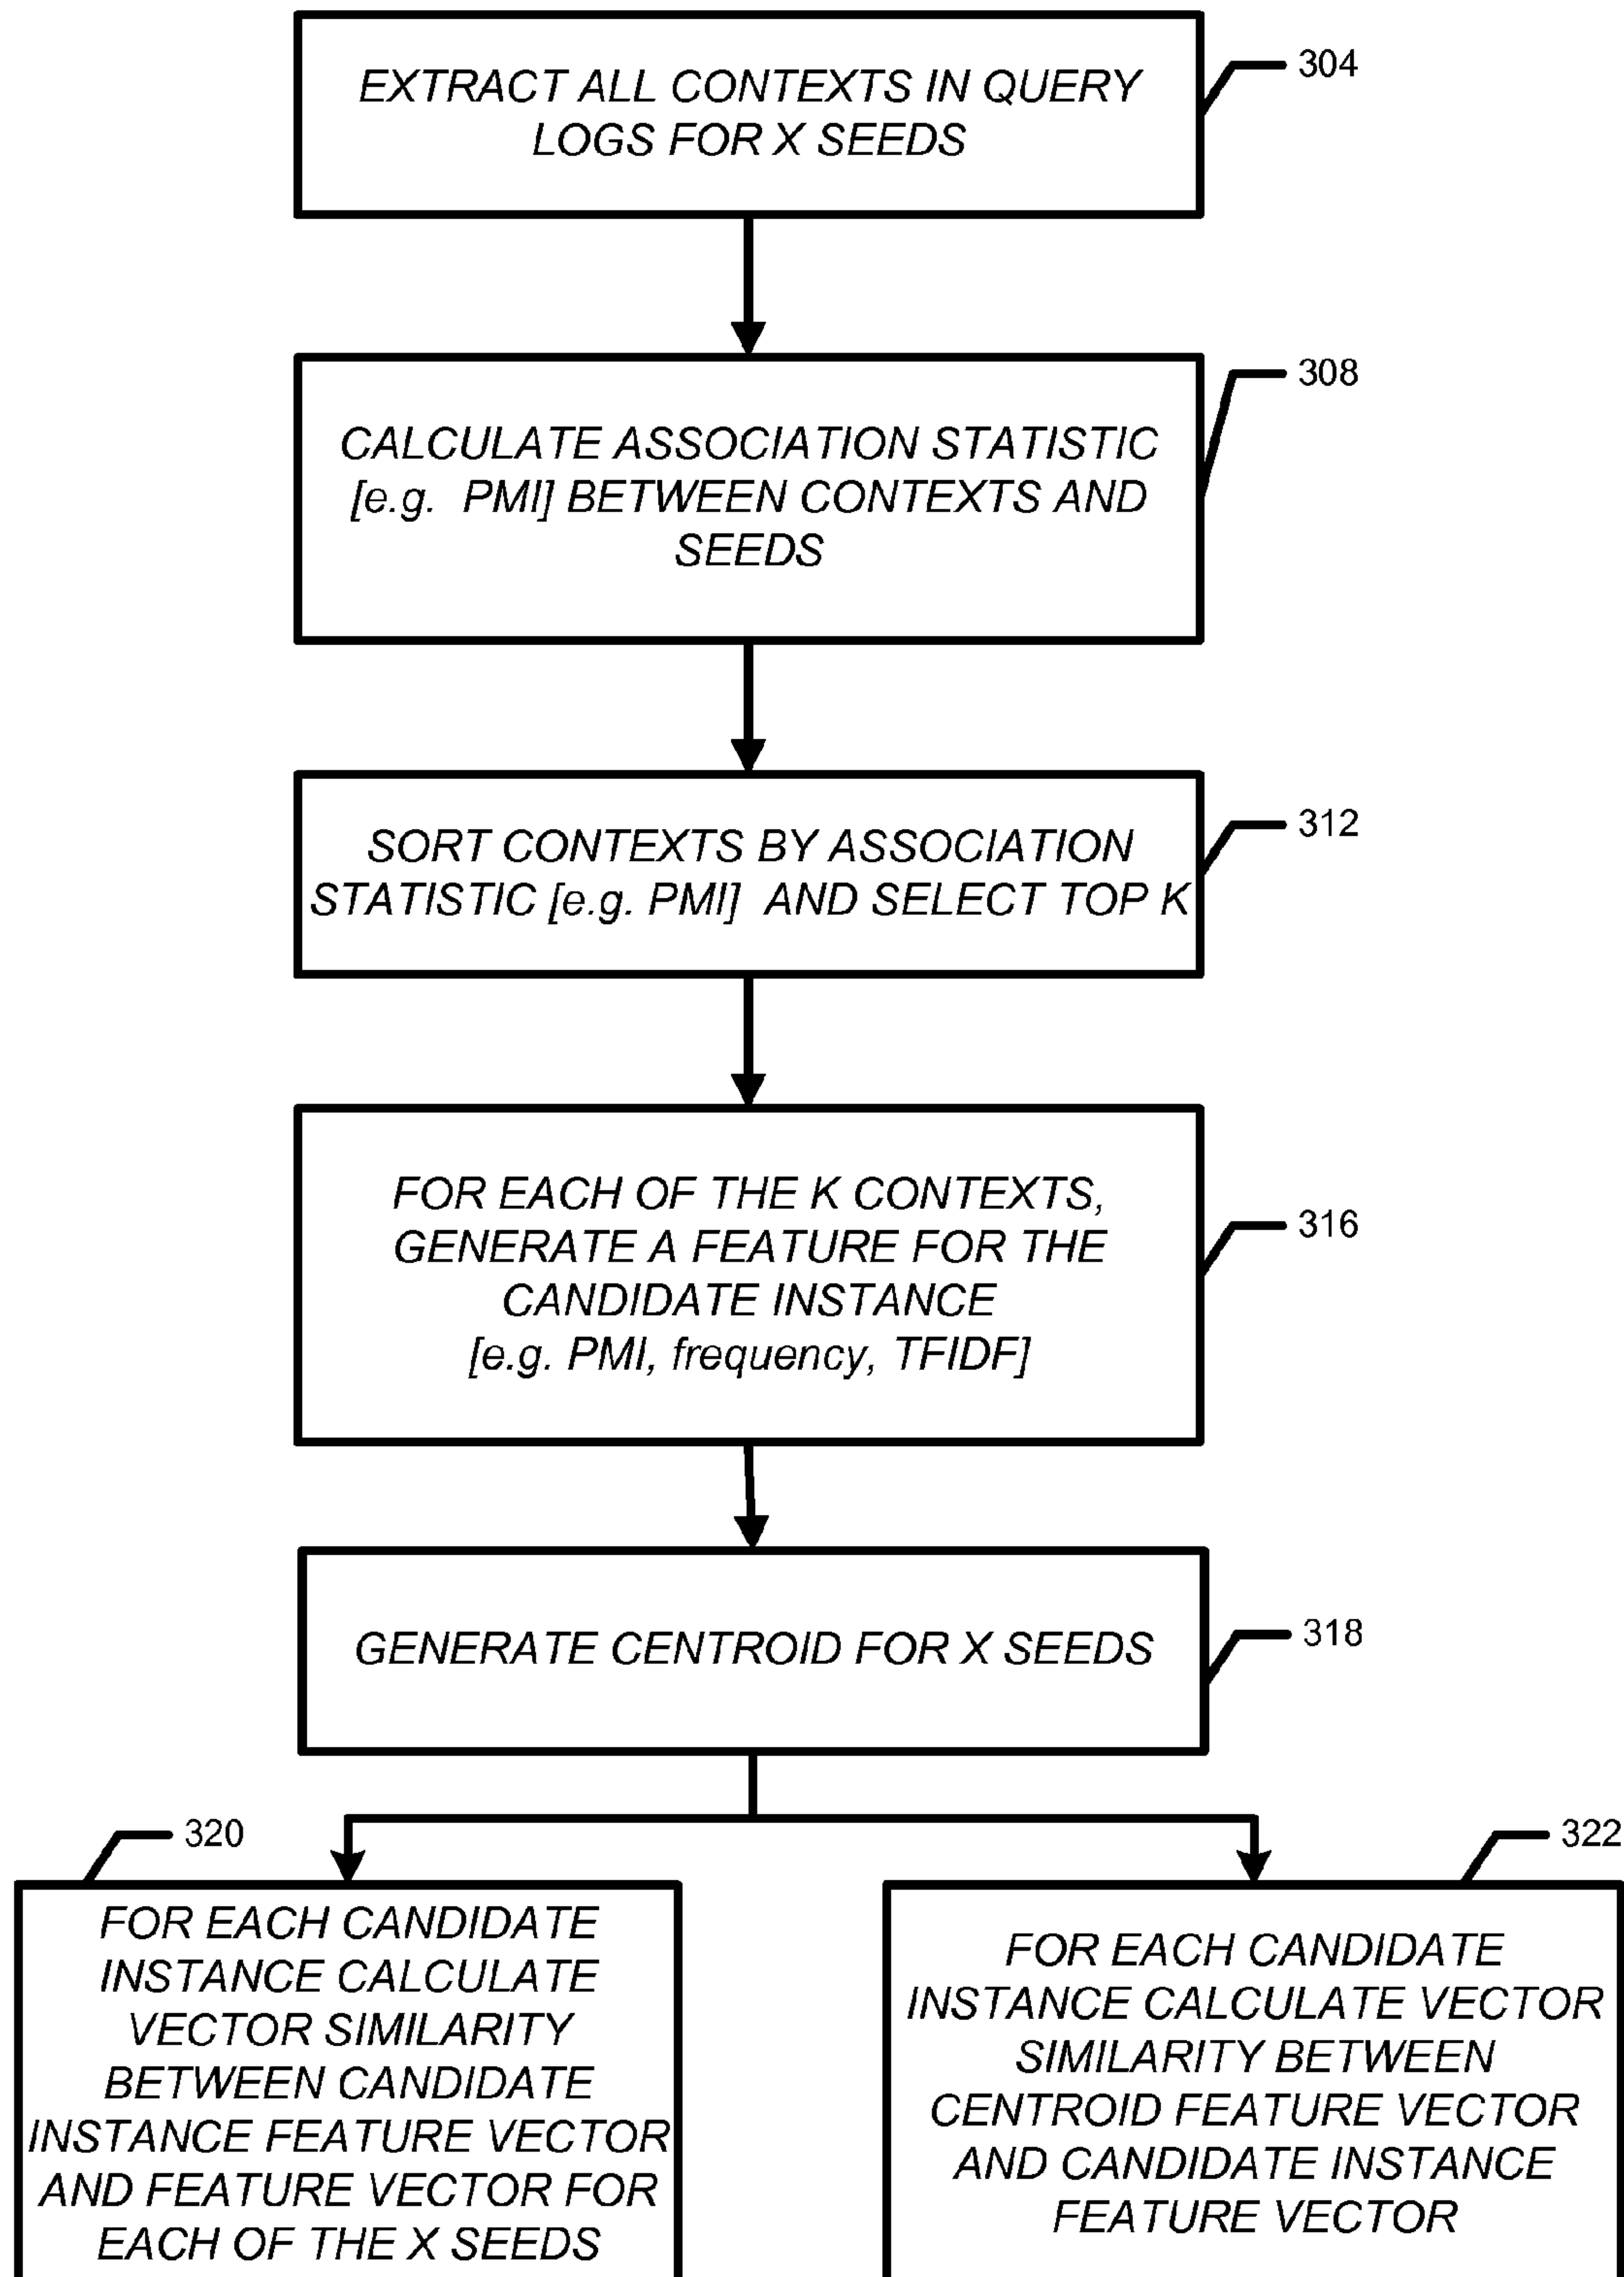 EXTRACT ALL CONTEXTS IN QUERY
LOGS FOR X SEEDS
304
CALCULATE ASSOCIATION STATISTIC
[e.g. PMI] BETWEEN CONTEXTS AND
SEEDS
308
SORT CONTEXTS BY ASSOCIATION
STATISTIC [e.g. PMI] AND SELECT TOP K
312
FOR EACH OF THE K CONTEXTS,
GENERATE A FEATURE FOR THE
CANDIDATE INSTANCE
[e.g. PMI, frequency, TFIDF]
316
GENERATE CENTROID FOR X SEEDS
318
320
FOR EACH CANDIDATE
INSTANCE CALCULATE
VECTOR SIMILARITY
BETWEEN CANDIDATE
INSTANCE FEATURE VECTOR
AND FEATURE VECTOR FOR
EACH OF THE X SEEDS
322
FOR EACH CANDIDATE
INSTANCE CALCULATE VECTOR
SIMILARITY BETWEEN
CENTROID FEATURE VECTOR
AND CANDIDATE INSTANCE
FEATURE VECTOR